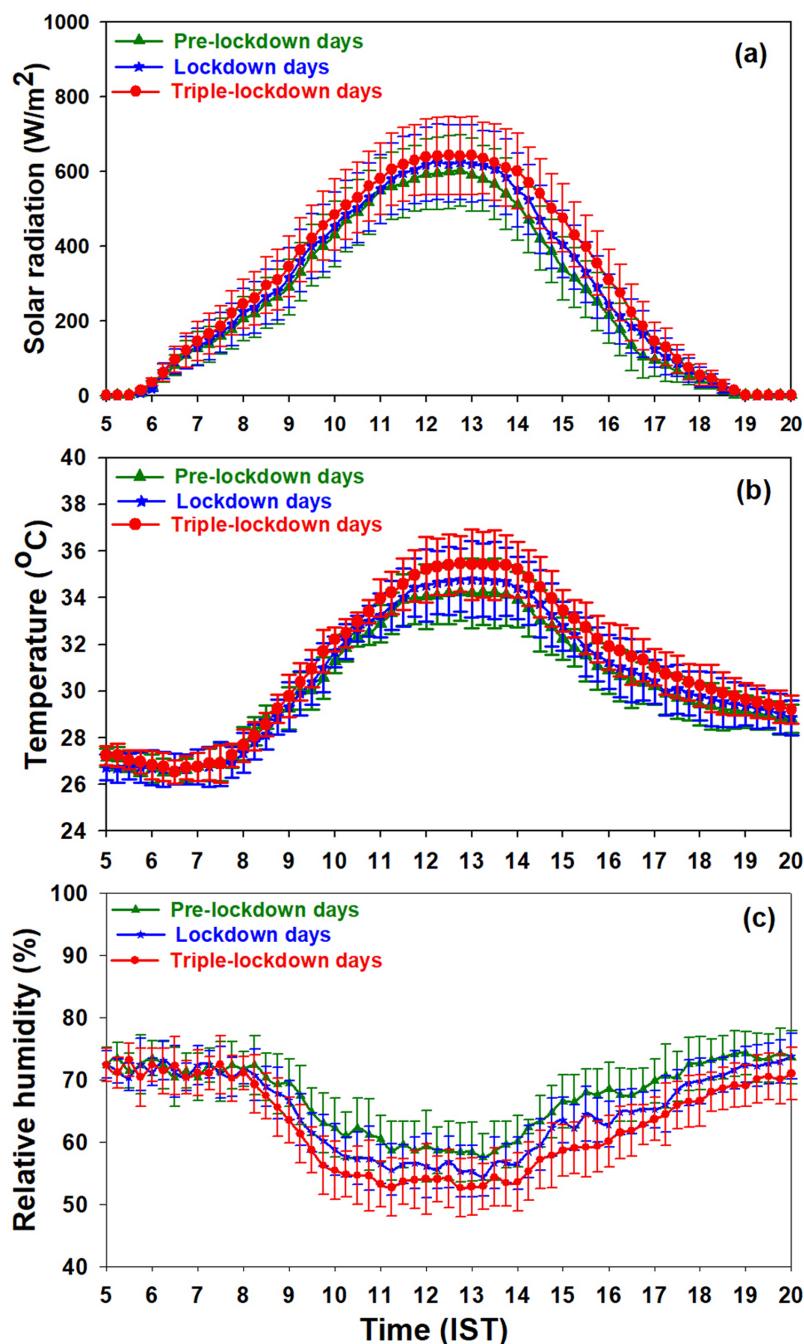 (a)
Pre-lockdown days
Lockdown days
Triple-lockdown days
Solar radiation (W/m²)
1000
800
600
400
200
0
5 6 7 8 9 10 11 12 13 14 15 16 17 18 19 20
(b)
Pre-lockdown days
Lockdown days
Triple-lockdown days
Temperature (°C)
40
38
36
34
32
30
28
26
24
5 6 7 8 9 10 11 12 13 14 15 16 17 18 19 20
(c)
Pre-lockdown days
Lockdown days
Triple-lockdown days
Relative humidity (%)
100
90
80
70
60
50
40
5 6 7 8 9 10 11 12 13 14 15 16 17 18 19 20
Time (IST)